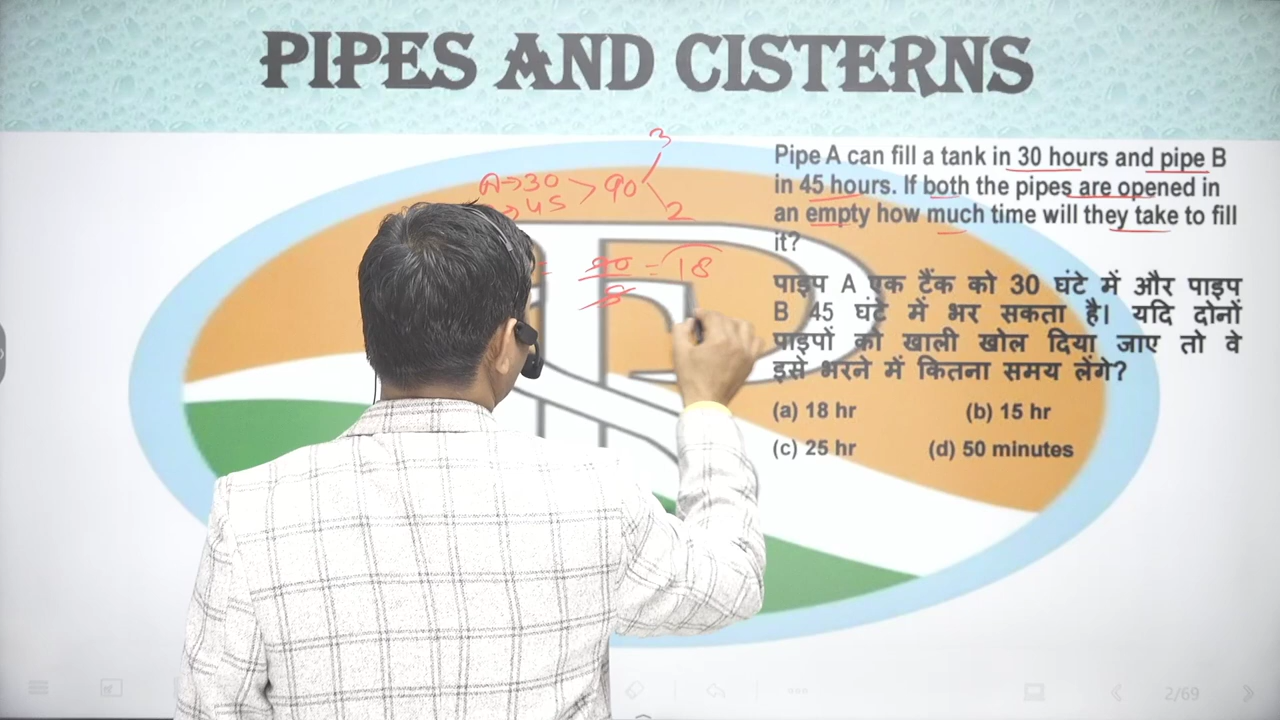 PIPES AND CISTERNS
Pipe A can fill a tank in 30 hours and pipe B
in 45 hours. If both the pipes are opened in
an empty how much time will they take to fill
it?
पाइप A एक टैंक को 30 घंटे में और पाइप
B 45 घंटे में भर सकता है। यदि दोनों
पाइपों को खाली खोल दिया जाए तो वे
इसे भरने में कितना समय लेंगे?
(a) 18 hr (b) 15 hr
(c) 25 hr (d) 50 minutes
3
A→30 > 90
→45
2
= 90/5 = 18
2/69